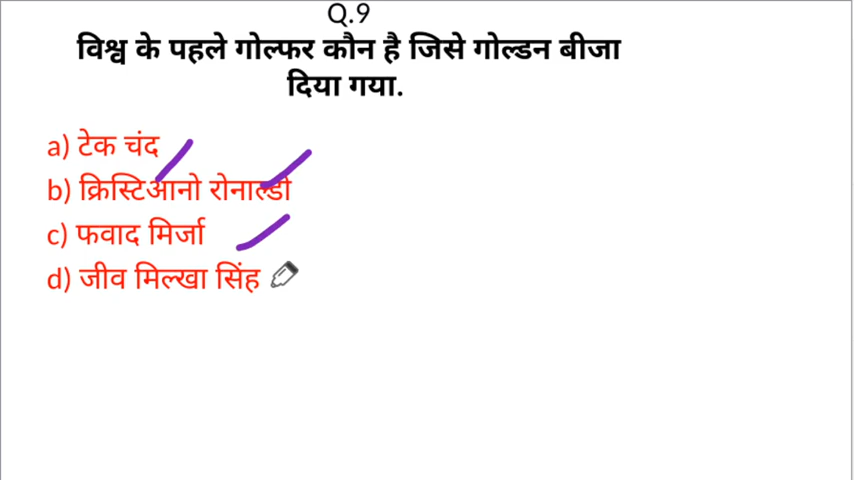 Q.9
विश्व के पहले गोल्फर कौन है जिसे गोल्डन बीजा
दिया गया.
a) टेक चंद
b) क्रिस्टिआनो रोनाल्डी
c) फवाद मिर्जा
d) जीव मिल्खा सिंह